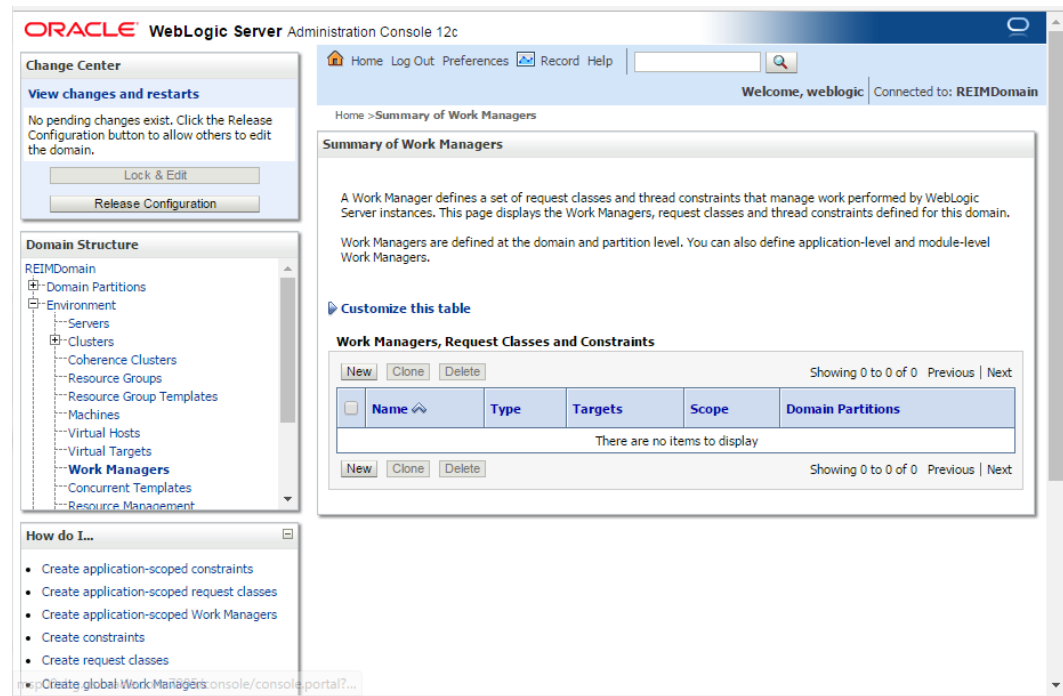 ORACLE WebLogic Server Administration Console 12c
Change Center
View changes and restarts
No pending changes exist. Click the Release
Configuration button to allow others to edit
the domain.
Lock & Edit
Release Configuration
Domain Structure
REIMDomain
Domain Partitions
Environment
Servers
Clusters
Coherence Clusters
Resource Groups
Resource Group Templates
Machines
Virtual Hosts
Virtual Targets
Work Managers
Concurrent Templates
Resource Management
How do I...
Create application-scoped constraints
Create application-scoped request classes
Create application-scoped Work Managers
Create constraints
Create request classes
Create global Work Managers
console/console.portal?...
Home Log Out Preferences Record Help
Welcome, weblogic Connected to: REIMDomain
Home >Summary of Work Managers
Summary of Work Managers
A Work Manager defines a set of request classes and thread constraints that manage work performed by WebLogic
Server instances. This page displays the Work Managers, request classes and thread constraints defined for this domain.
Work Managers are defined at the domain and partition level. You can also define application-level and module-level
Work Managers.
Customize this table
Work Managers, Request Classes and Constraints
New Clone Delete Showing 0 to 0 of 0 Previous | Next
Name Type Targets Scope Domain Partitions
There are no items to display
New Clone Delete Showing 0 to 0 of 0 Previous | Next